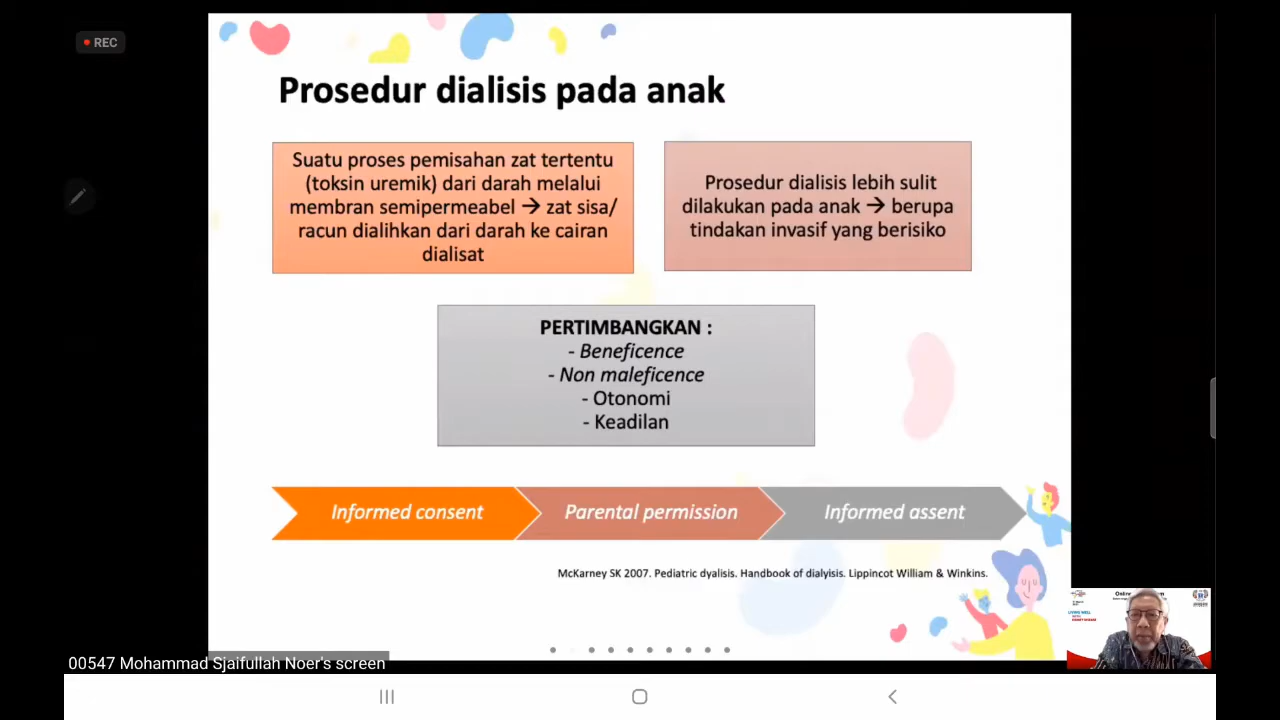 REC
Prosedur dialisis pada anak
Suatu proses pemisahan zat tertentu
(toksin uremik) dari darah melalui
membran semipermeabel → zat sisa/
racun dialihkan dari darah ke cairan
dialisat
Prosedur dialisis lebih sulit
dilakukan pada anak → berupa
tindakan invasif yang berisiko
PERTIMBANGKAN :
- Beneficence
- Non maleficence
- Otonomi
- Keadilan
Informed consent
Parental permission
Informed assent
McKarney SK 2007. Pediatric dyalisis. Handbook of dialyisis. Lippincot William & Winkins.
LIVING WELL
00547 Mohammad Sjaifullah Noer's screen